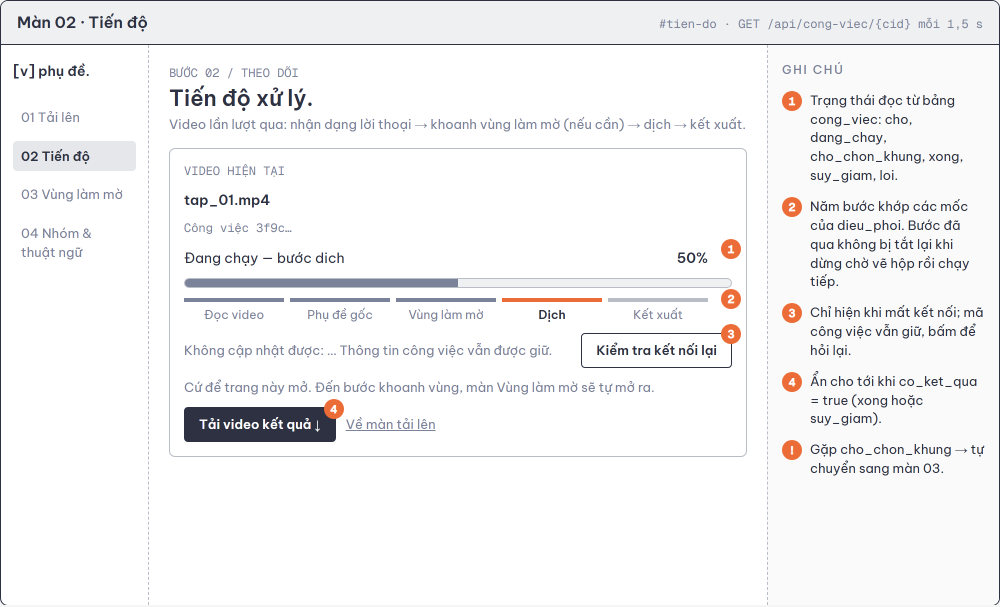 Màn 02 · Tiến độ
#tien-do · GET /api/cong-viec/{cid} mỗi 1,5 s
[v] phụ đề.
01 Tải lên
02 Tiến độ
03 Vùng làm mờ
04 Nhóm &
thuật ngữ
BƯỚC 02 / THEO DÕI
Tiến độ xử lý.
Video lần lượt qua: nhận dạng lời thoại → khoanh vùng làm mờ (nếu cần) → dịch → kết xuất.
VIDEO HIỆN TẠI
tap_01.mp4
Công việc 3f9c…
Đang chạy — bước dich
50%
1
2
Đọc video
Phụ đề gốc
Vùng làm mờ
Dịch
Kết xuất
Không cập nhật được: ... Thông tin công việc vẫn được giữ.
Kiểm tra kết nối lại
3
Cứ để trang này mở. Đến bước khoanh vùng, màn Vùng làm mờ sẽ tự mở ra.
Tải video kết quả ↓
4
Về màn tải lên
GHI CHÚ
1 Trạng thái đọc từ bảng
cong_viec: cho,
dang_chay,
cho_chon_khung, xong,
suy_giam, loi.
2 Năm bước khớp các mốc
của dieu_phoi. Bước đã
qua không bị tắt lại khi
dừng chờ vẽ hộp rồi chạy
tiếp.
3 Chỉ hiện khi mất kết nối; mã
công việc vẫn giữ, bấm để
hỏi lại.
4 Ẩn cho tới khi co_ket_qua
= true (xong hoặc
suy_giam).
! Gặp cho_chon_khung → tự
chuyển sang màn 03.